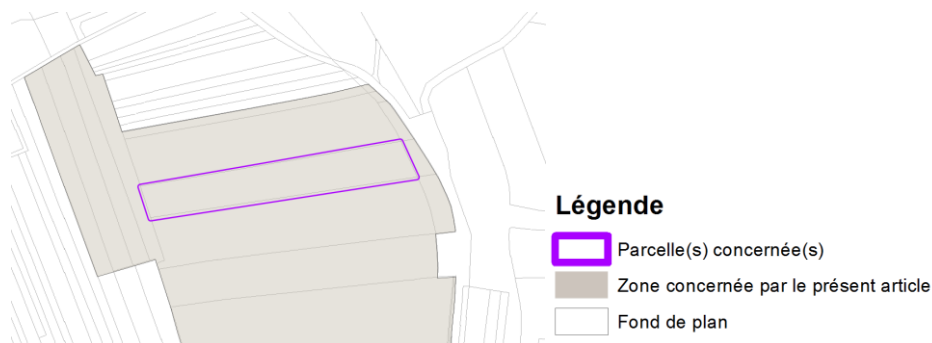 Légende
Parcelle(s) concernée(s)
Zone concernée par le présent article
Fond de plan